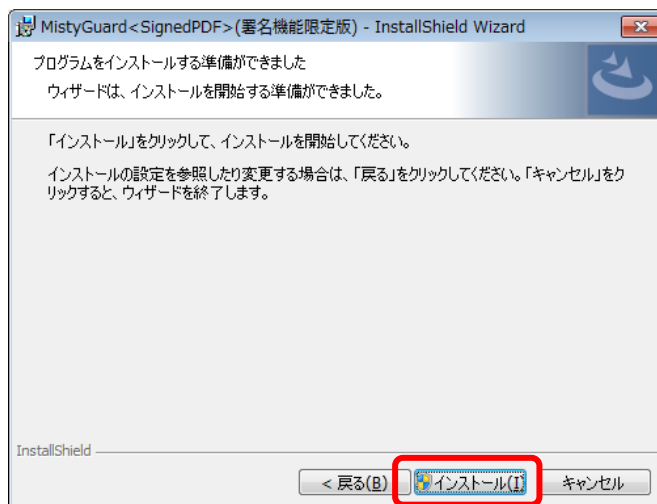 MistyGuard<SignedPDF>(署名機能限定版) - InstallShield Wizard
プログラムをインストールする準備ができました
ウィザードは、インストールを開始する準備ができました。
「インストール」をクリックして、インストールを開始してください。
インストールの設定を参照したり変更する場合は、「戻る」をクリックしてください。「キャンセル」をク
リックすると、ウィザードを終了します。
InstallShield
< 戻る(B)
インストール(I)
キャンセル